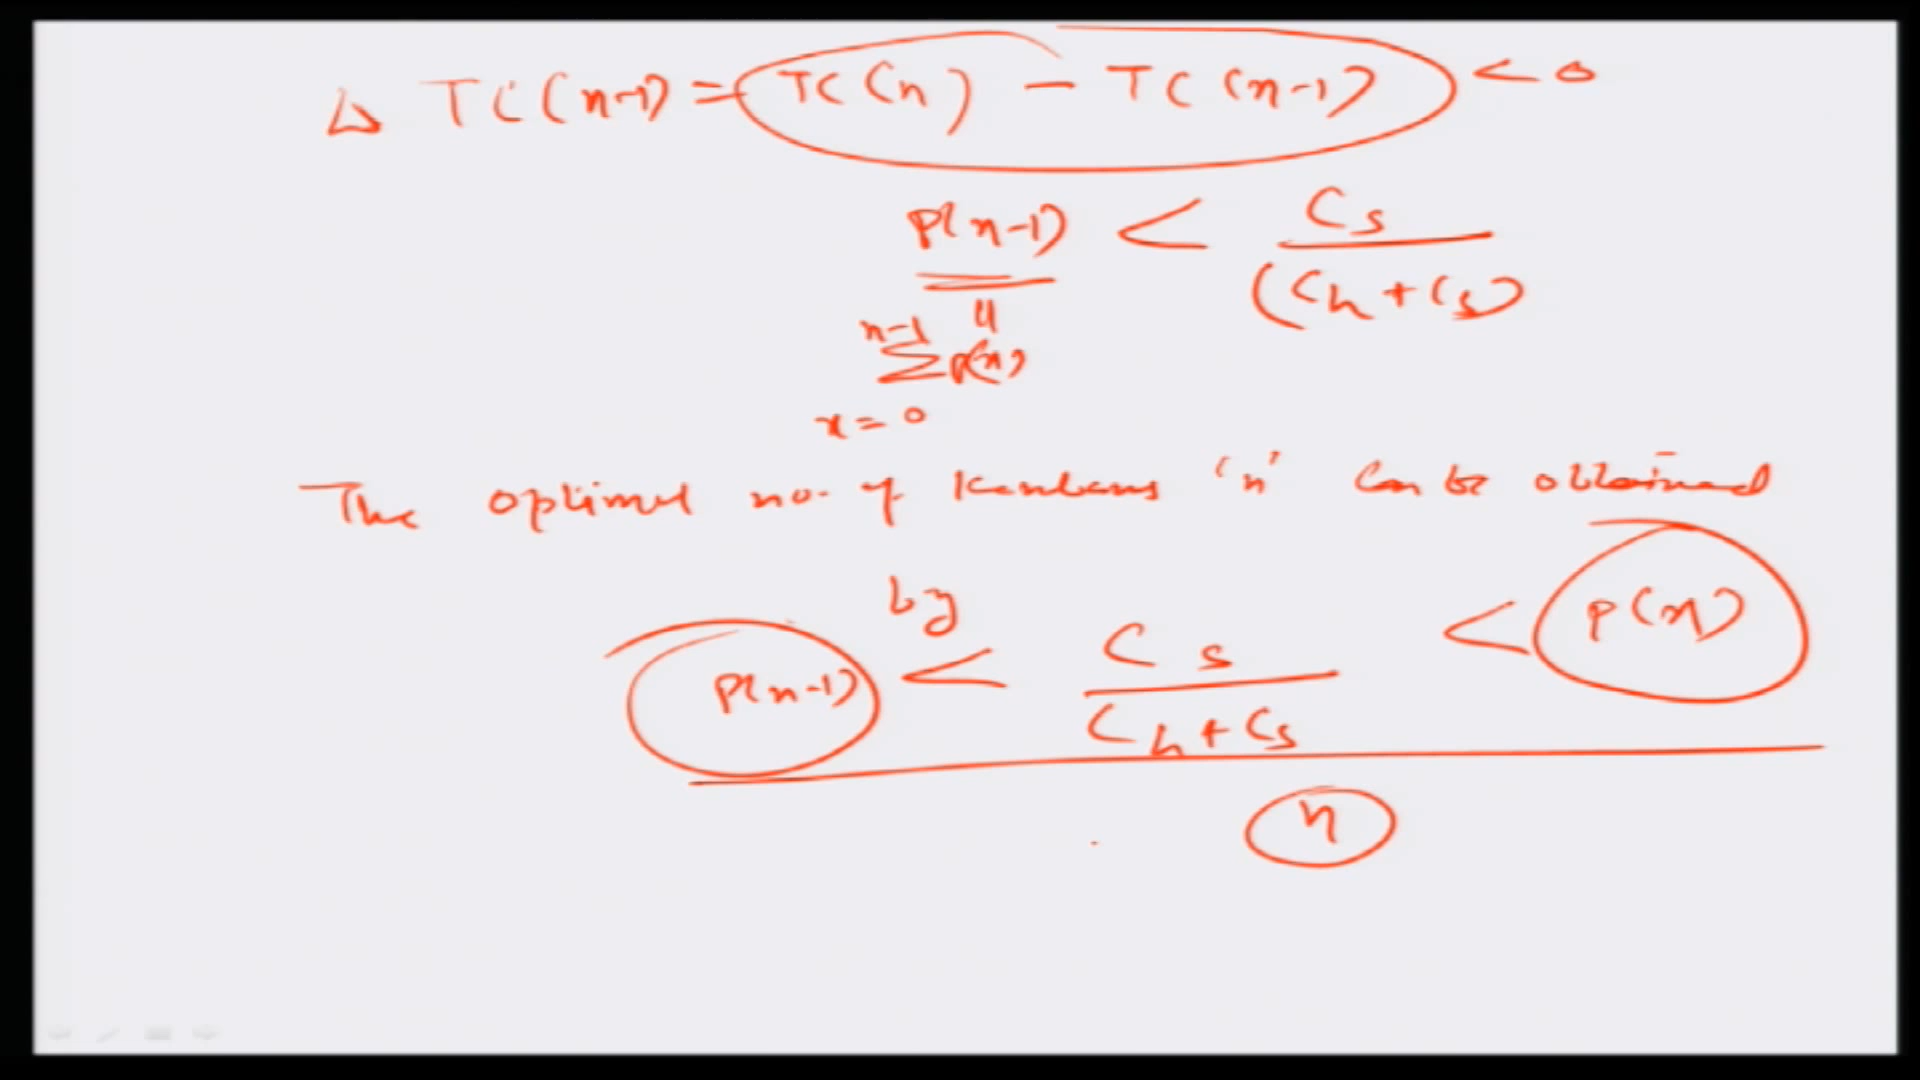 Δ TC(n-1) = TC(n) - TC(n-1) < 0
P(n-1) < Cs
(Ch + Cs)
n-1
Σ p(x)
x = 0
The optimal no. of Kanbans 'n' can be obtained
by
P(n-1) < Cs < P(n)
Ch + Cs
n